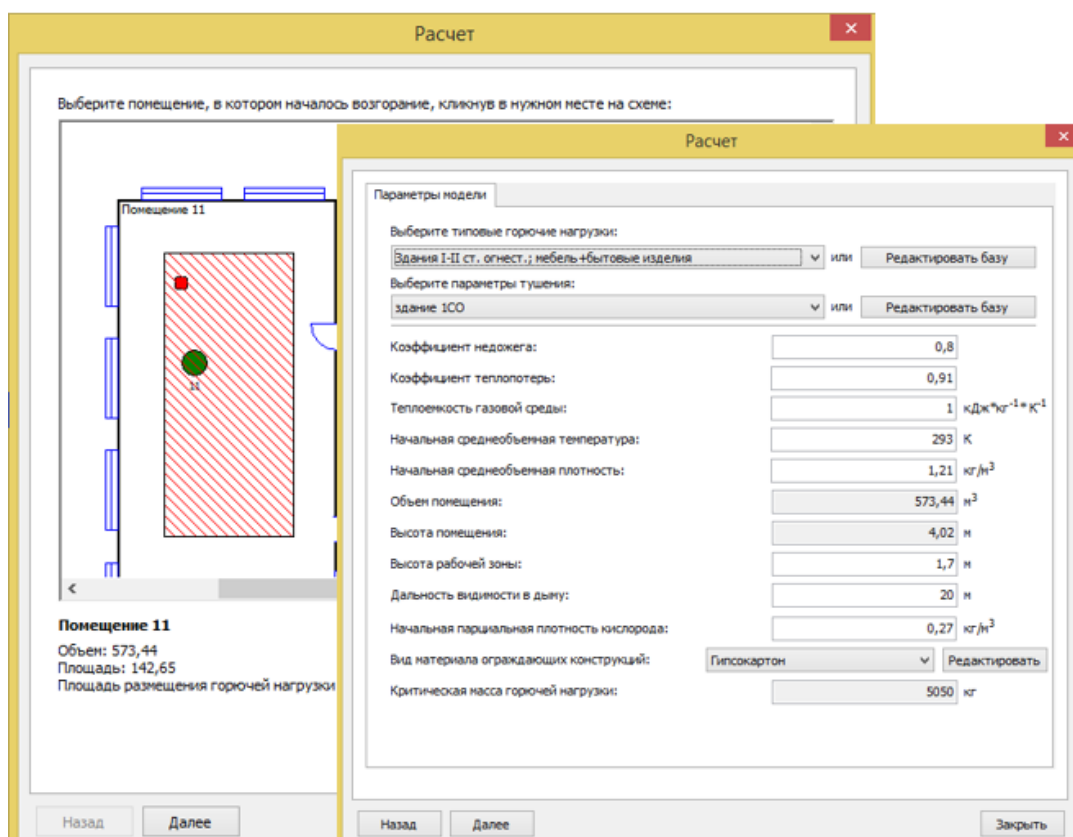 Расчет
Выберите помещение, в котором началось возгорание, кликнув в нужном месте на схеме:
Помещение 11
11
Помещение 11
Объем: 573,44
Площадь: 142,65
Площадь размещения горючей нагрузки
Назад Далее
Расчет
Параметры модели
Выберите типовые горючие нагрузки:
Здания I-II ст. огнест.; мебель+бытовые изделия или Редактировать базу
Выберите параметры тушения:
здание 1СО или Редактировать базу
Коэффициент недожега: 0,8
Коэффициент теплопотерь: 0,91
Теплоемкость газовой среды: 1 кДж*кг⁻¹*К⁻¹
Начальная среднеобъемная температура: 293 К
Начальная среднеобъемная плотность: 1,21 кг/м³
Объем помещения: 573,44 м³
Высота помещения: 4,02 м
Высота рабочей зоны: 1,7 м
Дальность видимости в дыму: 20 м
Начальная парциальная плотность кислорода: 0,27 кг/м³
Вид материала ограждающих конструкций: Гипсокартон Редактировать
Критическая масса горючей нагрузки: 5050 кг
Назад Далее Закрыть